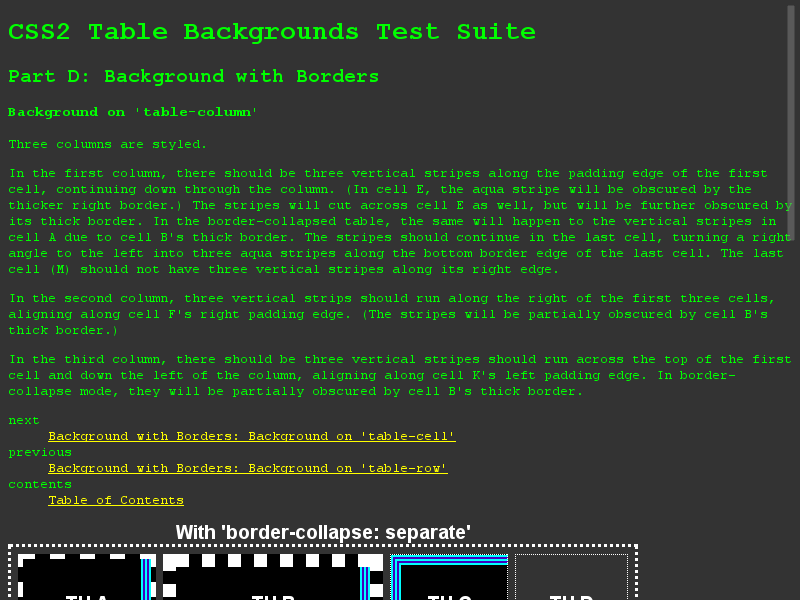 CSS2 Table Backgrounds Test Suite
Part D: Background with Borders
Background on 'table-column'
Three columns are styled.
In the first column, there should be three vertical stripes along the padding edge of the first
cell, continuing down through the column. (In cell E, the aqua stripe will be obscured by the
thicker right border.) The stripes will cut across cell E as well, but will be further obscured by
its thick border. In the border-collapsed table, the same will happen to the vertical stripes in
cell A due to cell B's thick border. The stripes should continue in the last cell, turning a right
angle to the left into three aqua stripes along the bottom border edge of the last cell. The last
cell (M) should not have three vertical stripes along its right edge.
In the second column, three vertical strips should run along the right of the first three cells,
aligning along cell F's right padding edge. (The stripes will be partially obscured by cell B's
thick border.)
In the third column, there should be three vertical stripes should run across the top of the first
cell and down the left of the column, aligning along cell K's left padding edge. In border-
collapse mode, they will be partially obscured by cell B's thick border.
next
Background with Borders: Background on 'table-cell'
previous
Background with Borders: Background on 'table-row'
contents
Table of Contents
With 'border-collapse: separate'
TH A TH B TH C TH D